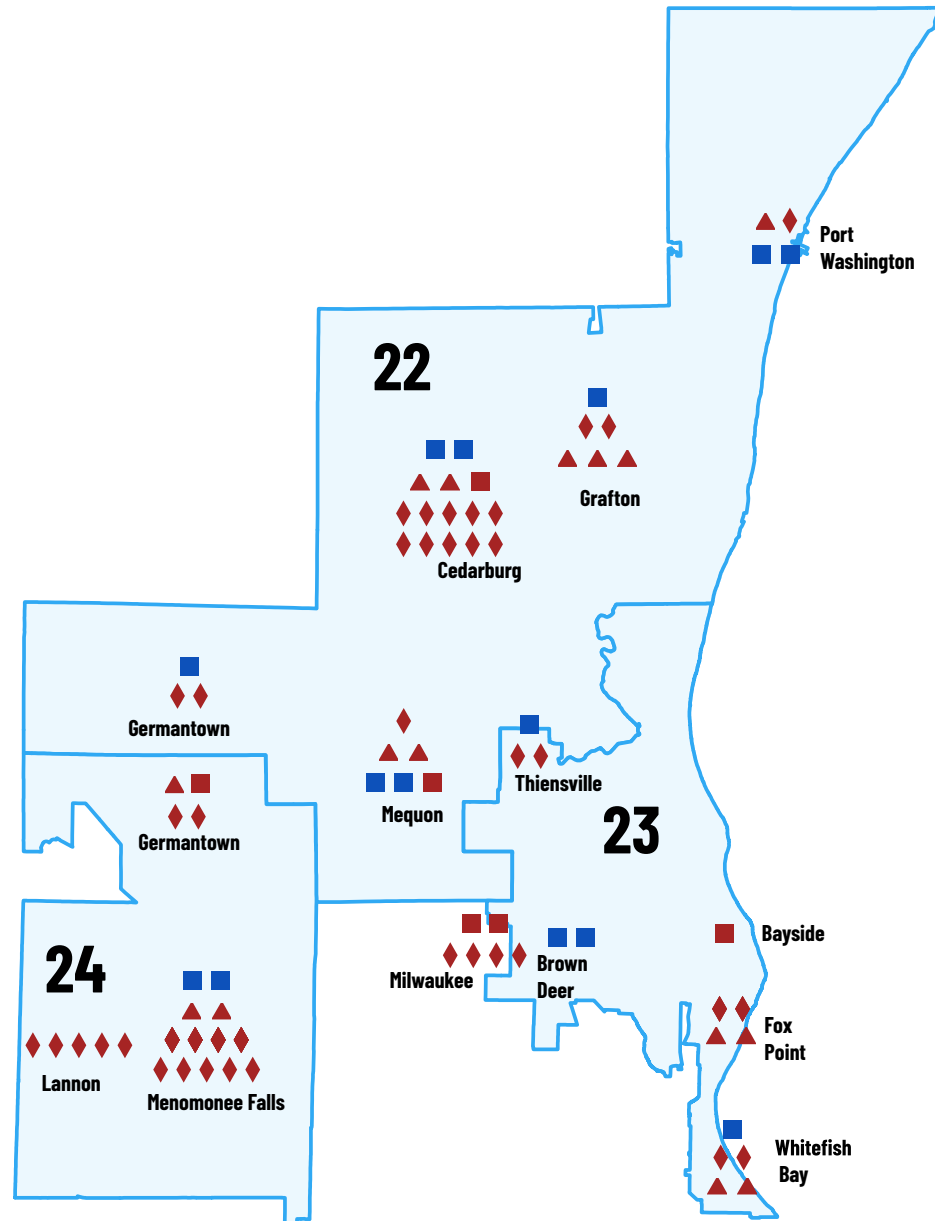 Port
Washington
22
Grafton
Cedarburg
Germantown
Thiensville
Mequon
23
Germantown
Bayside
24
Milwaukee
Brown
Deer
Fox
Point
Lannon
Menomonee Falls
Whitefish
Bay